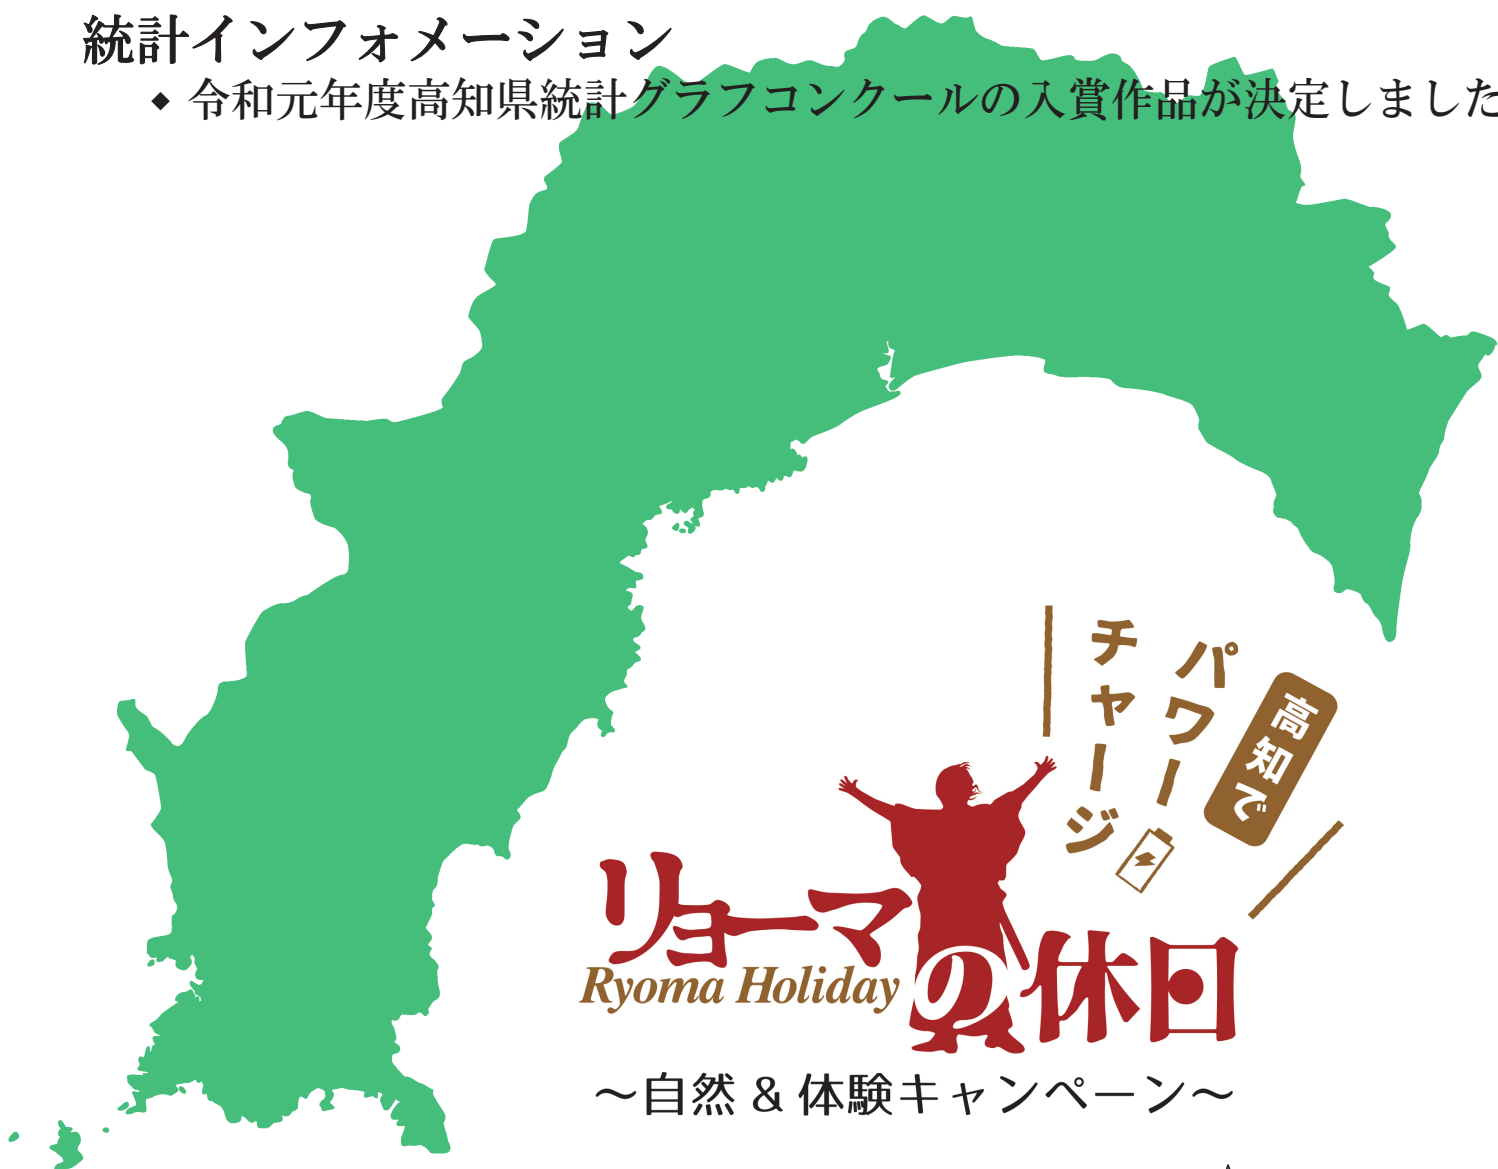 統計インフォメーション
◆ 令和元年度高知県統計グラフコンクールの入賞作品が決定しました
高知で
パワー
チャージ
リョーマの休日
Ryoma Holiday
～自然 & 体験キャンペーン～